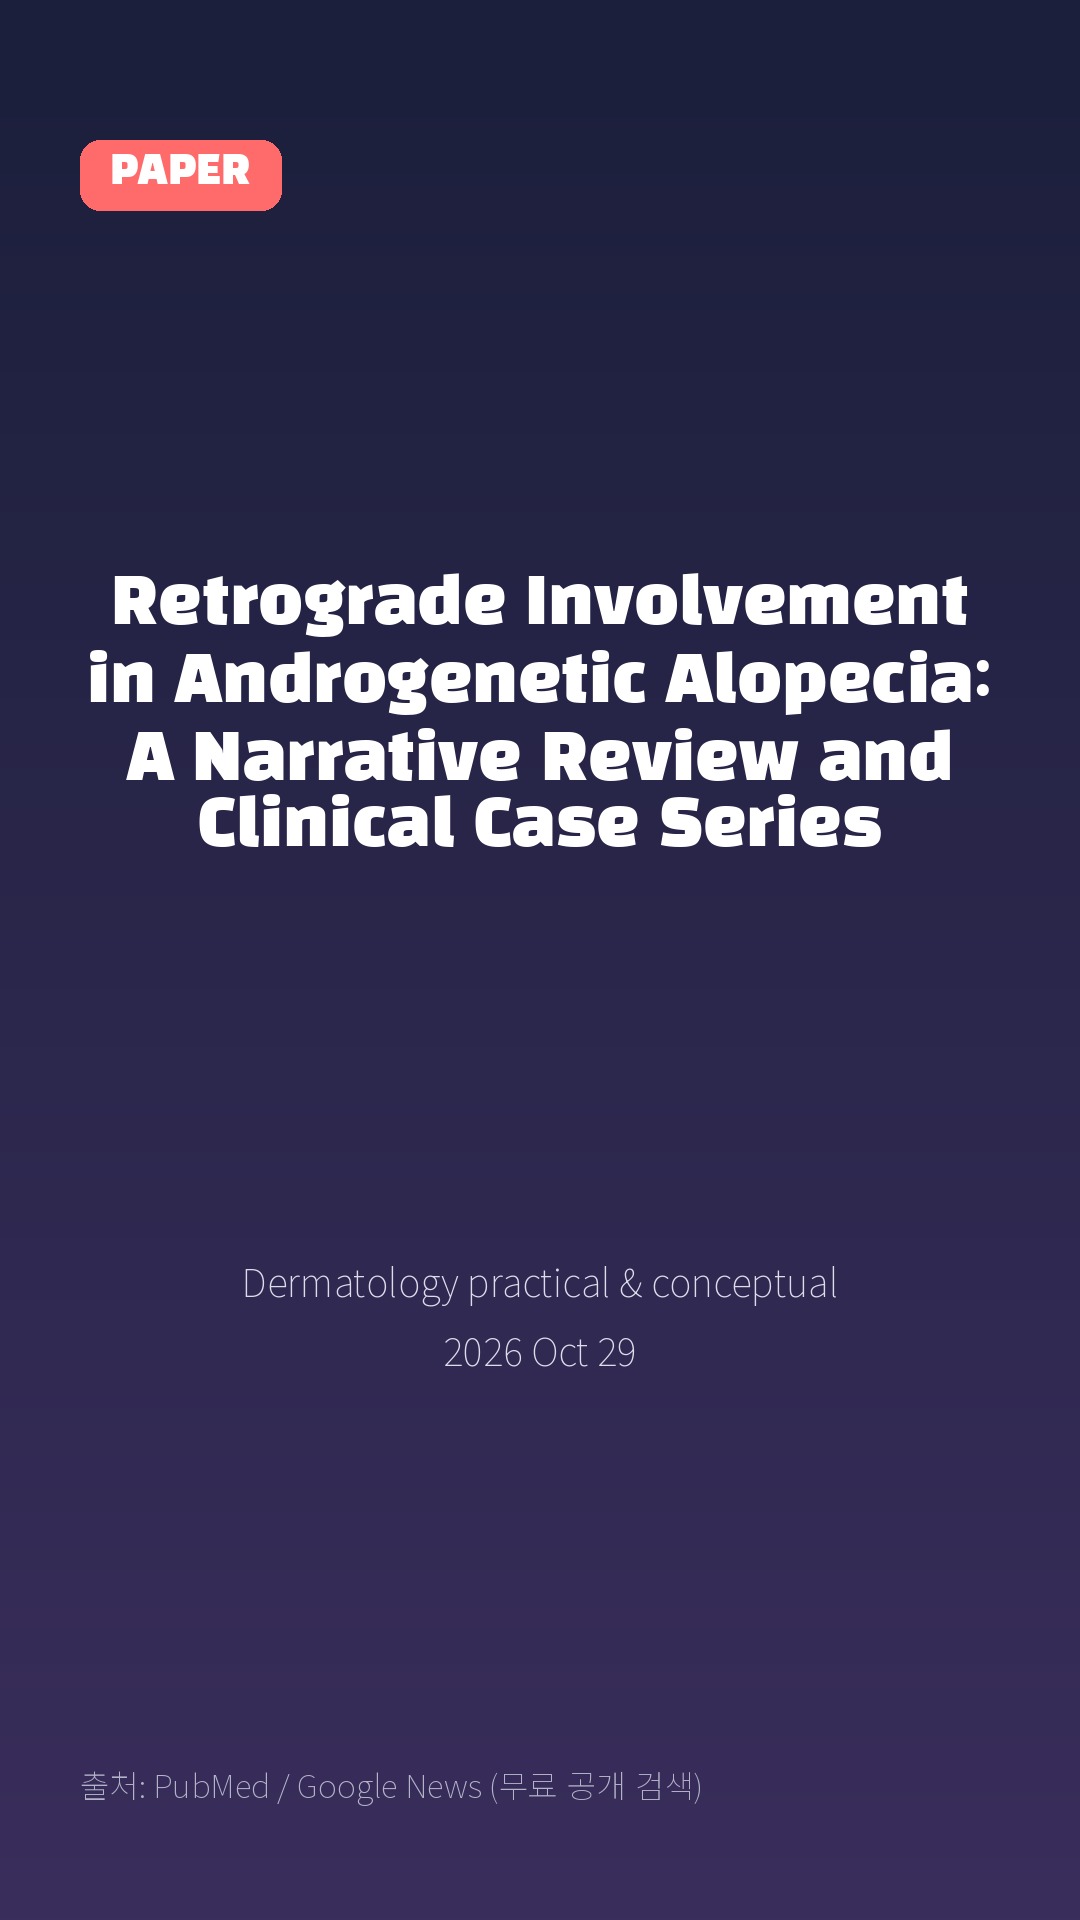 PAPER
Retrograde Involvement
in Androgenetic Alopecia:
A Narrative Review and
Clinical Case Series
Dermatology practical & conceptual
2026 Oct 29
출처: PubMed / Google News (무료 공개 검색)